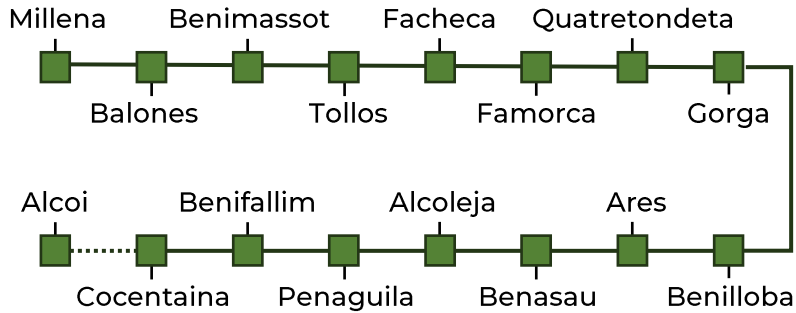 Millena
Benimassot
Facheca
Quatretondeta
Balones
Tollos
Famorca
Gorga
Alcoi
Benifallim
Alcoleja
Ares
Cocentaina
Penaguila
Benasau
Benilloba